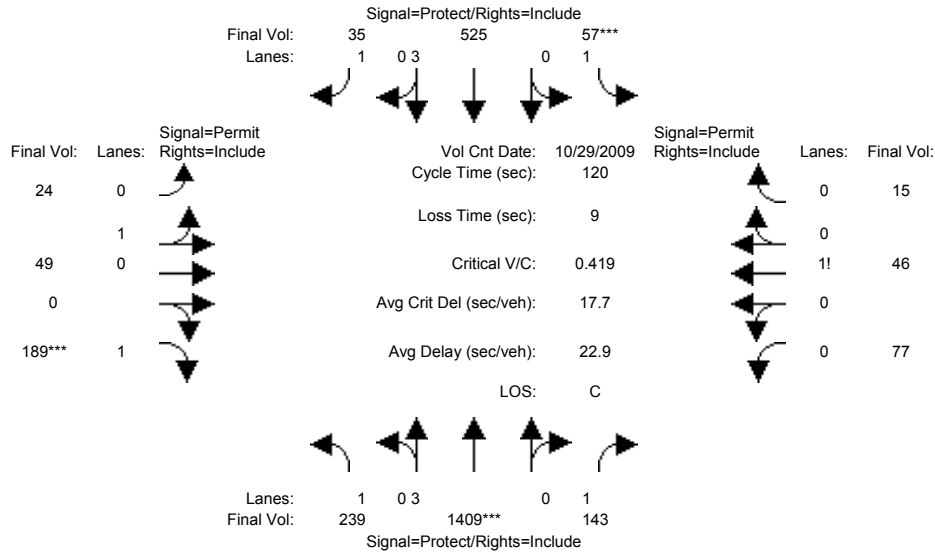 Signal=Protect/Rights=Include
Final Vol: 35 525 57***
Lanes: 1 0 3 0 1
Signal=Permit Signal=Permit
Final Vol: Lanes: Rights=Include Vol Cnt Date: 10/29/2009 Rights=Include Lanes: Final Vol:
Cycle Time (sec): 120
24 0 0 15
Loss Time (sec): 9
1 0
49 0 Critical V/C: 0.419 1! 46
0 Avg Crit Del (sec/veh): 17.7 0
189*** 1 Avg Delay (sec/veh): 22.9 0 77
LOS: C
Lanes: 1 0 3 0 1
Final Vol: 239 1409*** 143
Signal=Protect/Rights=Include